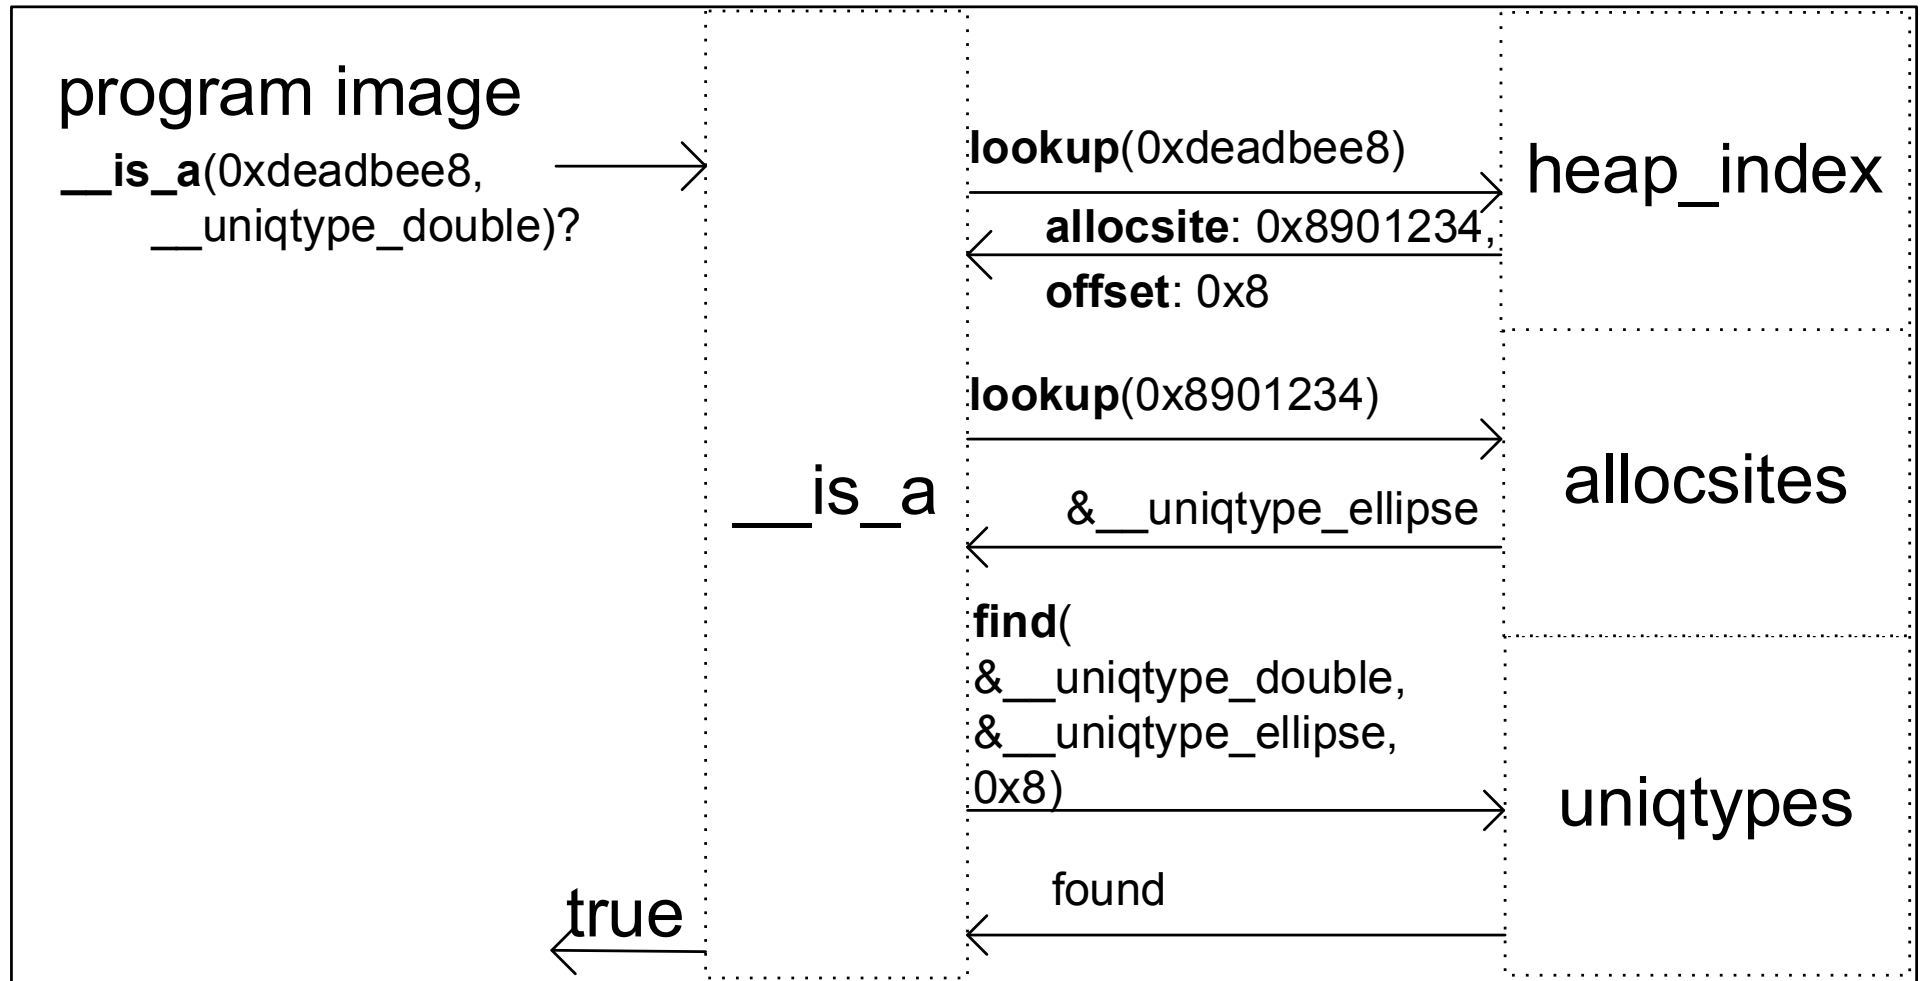 program image
__is_a(0xdeadbee8,
__uniqtype_double)?
lookup(0xdeadbee8)
heap_index
allocsite: 0x8901234,
offset: 0x8
lookup(0x8901234)
__is_a
allocsites
&__uniqtype_ellipse
find(
&__uniqtype_double,
&__uniqtype_ellipse,
0x8)
uniqtypes
found
true